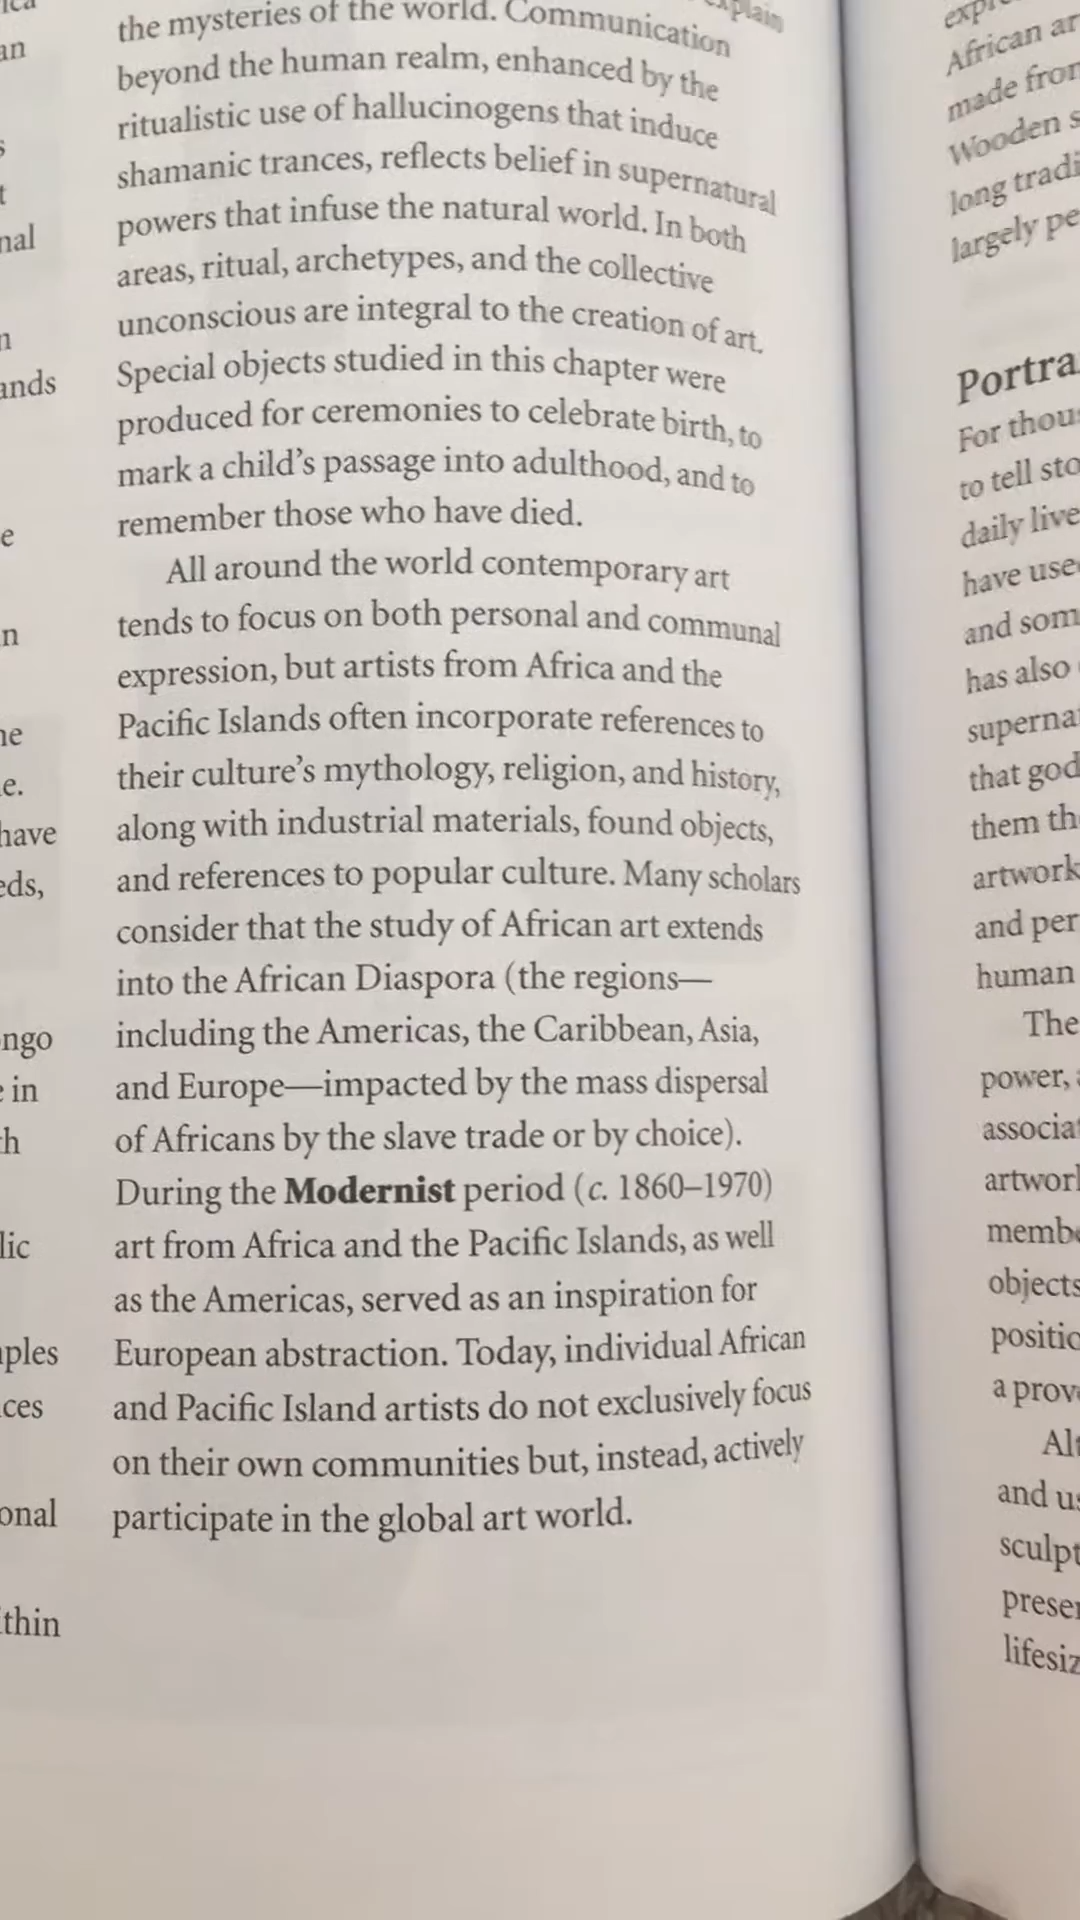 plain
the mysteries of the world. Communication
beyond the human realm, enhanced by the
ritualistic use of hallucinogens that induce
shamanic trances, reflects belief in supernatural
powers that infuse the natural world. In both
areas, ritual, archetypes, and the collective
unconscious are integral to the creation of art.
Special objects studied in this chapter were
produced for ceremonies to celebrate birth, to
mark a child's passage into adulthood, and to
remember those who have died.
All around the world contemporary art
tends to focus on both personal and communal
expression, but artists from Africa and the
Pacific Islands often incorporate references to
their culture's mythology, religion, and history,
along with industrial materials, found objects,
and references to popular culture. Many scholars
consider that the study of African art extends
into the African Diaspora (the regions—
including the Americas, the Caribbean, Asia,
and Europe—impacted by the mass dispersal
of Africans by the slave trade or by choice).
During the Modernist period (c. 1860–1970)
art from Africa and the Pacific Islands, as well
as the Americas, served as an inspiration for
European abstraction. Today, individual African
and Pacific Island artists do not exclusively focus
on their own communities but, instead, actively
participate in the global art world.
an
s
t
nal
n
ands
e
n
ne
e.
have
eds,
ongo
e in
th
lic
ples
ces
onal
ithin
expre
African ar
made from
Wooden s
long tradi
largely pe
Portra
For thou
to tell sto
daily live
have use
and som
has also
superna
that god
them th
artwork
and per
human
The
power, a
associa
artwor
membe
objects
positio
a prov
Alt
and us
sculpt
prese
lifesiz